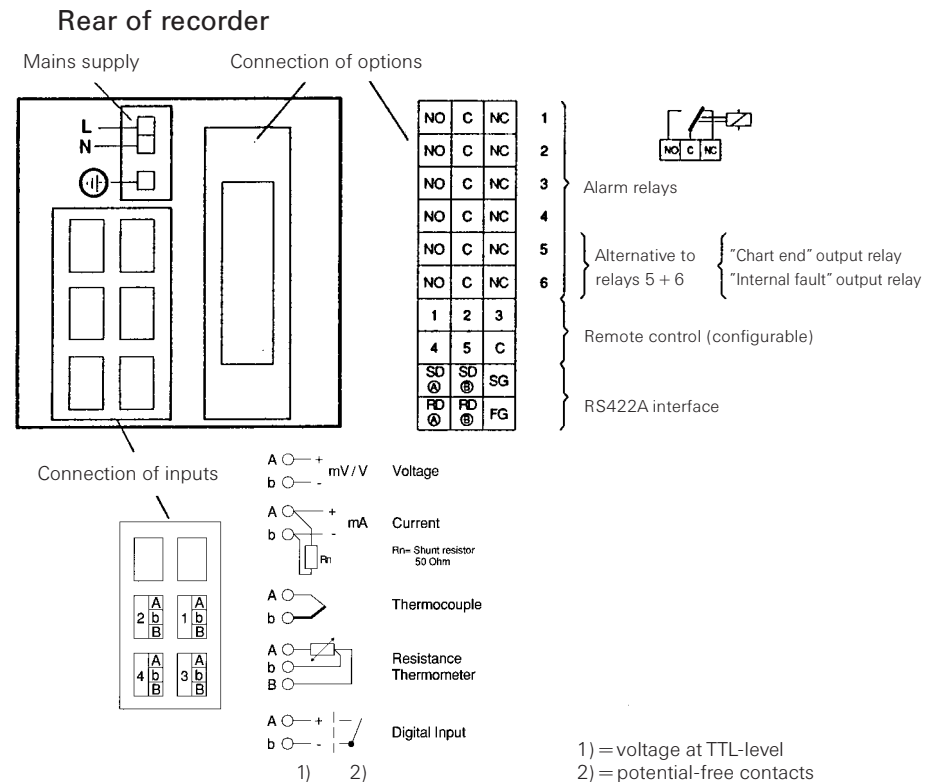 Rear of recorder
Mains supply
Connection of options
L
N
NO C NC 1
NO C NC 2
NO C NC 3
NO C NC 4
NO C NC 5
NO C NC 6
1 2 3
4 5 C
SD Ⓐ SD Ⓑ SG
RD Ⓐ RD Ⓑ FG
NO C NC
Alarm relays
Alternative to
relays 5 + 6
"Chart end" output relay
"Internal fault" output relay
Remote control (configurable)
RS422A interface
Connection of inputs
2 A b B
1 A b B
4 A b B
3 A b B
A + mV / V Voltage
b -
A + mA Current
b -
Rn
Rn= Shunt resistor
50 Ohm
A Thermocouple
b
A
b
B
Resistance
Thermometer
A + Digital Input
b -
1) 2)
1) = voltage at TTL-level
2) = potential-free contacts